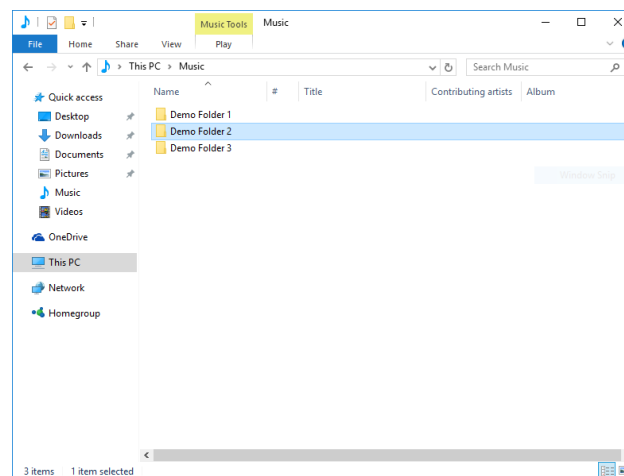 Music Tools Music
File Home Share View Play
This PC Music Search Music
Name # Title Contributing artists Album
Quick access
Desktop
Downloads
Documents
Pictures
Music
Videos
OneDrive
This PC
Network
Homegroup
Demo Folder 1
Demo Folder 2
Demo Folder 3
Window Snip
3 items 1 item selected